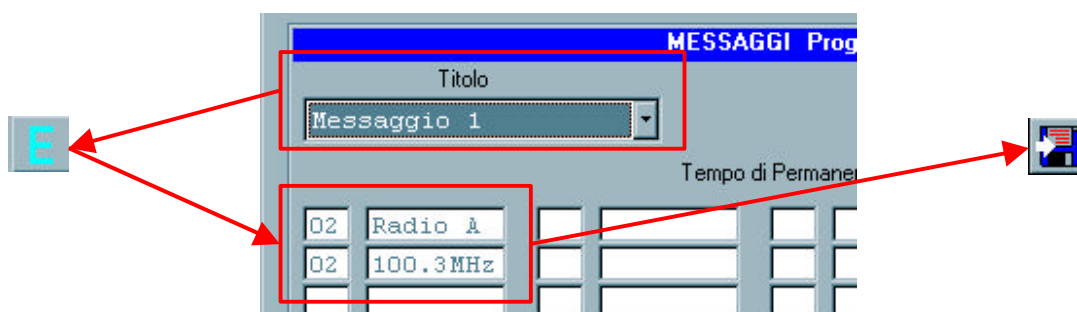 MESSAGGI Prog
Titolo
Messaggio 1
E
Tempo di Permaner
02 Radio A
02 100.3MHz